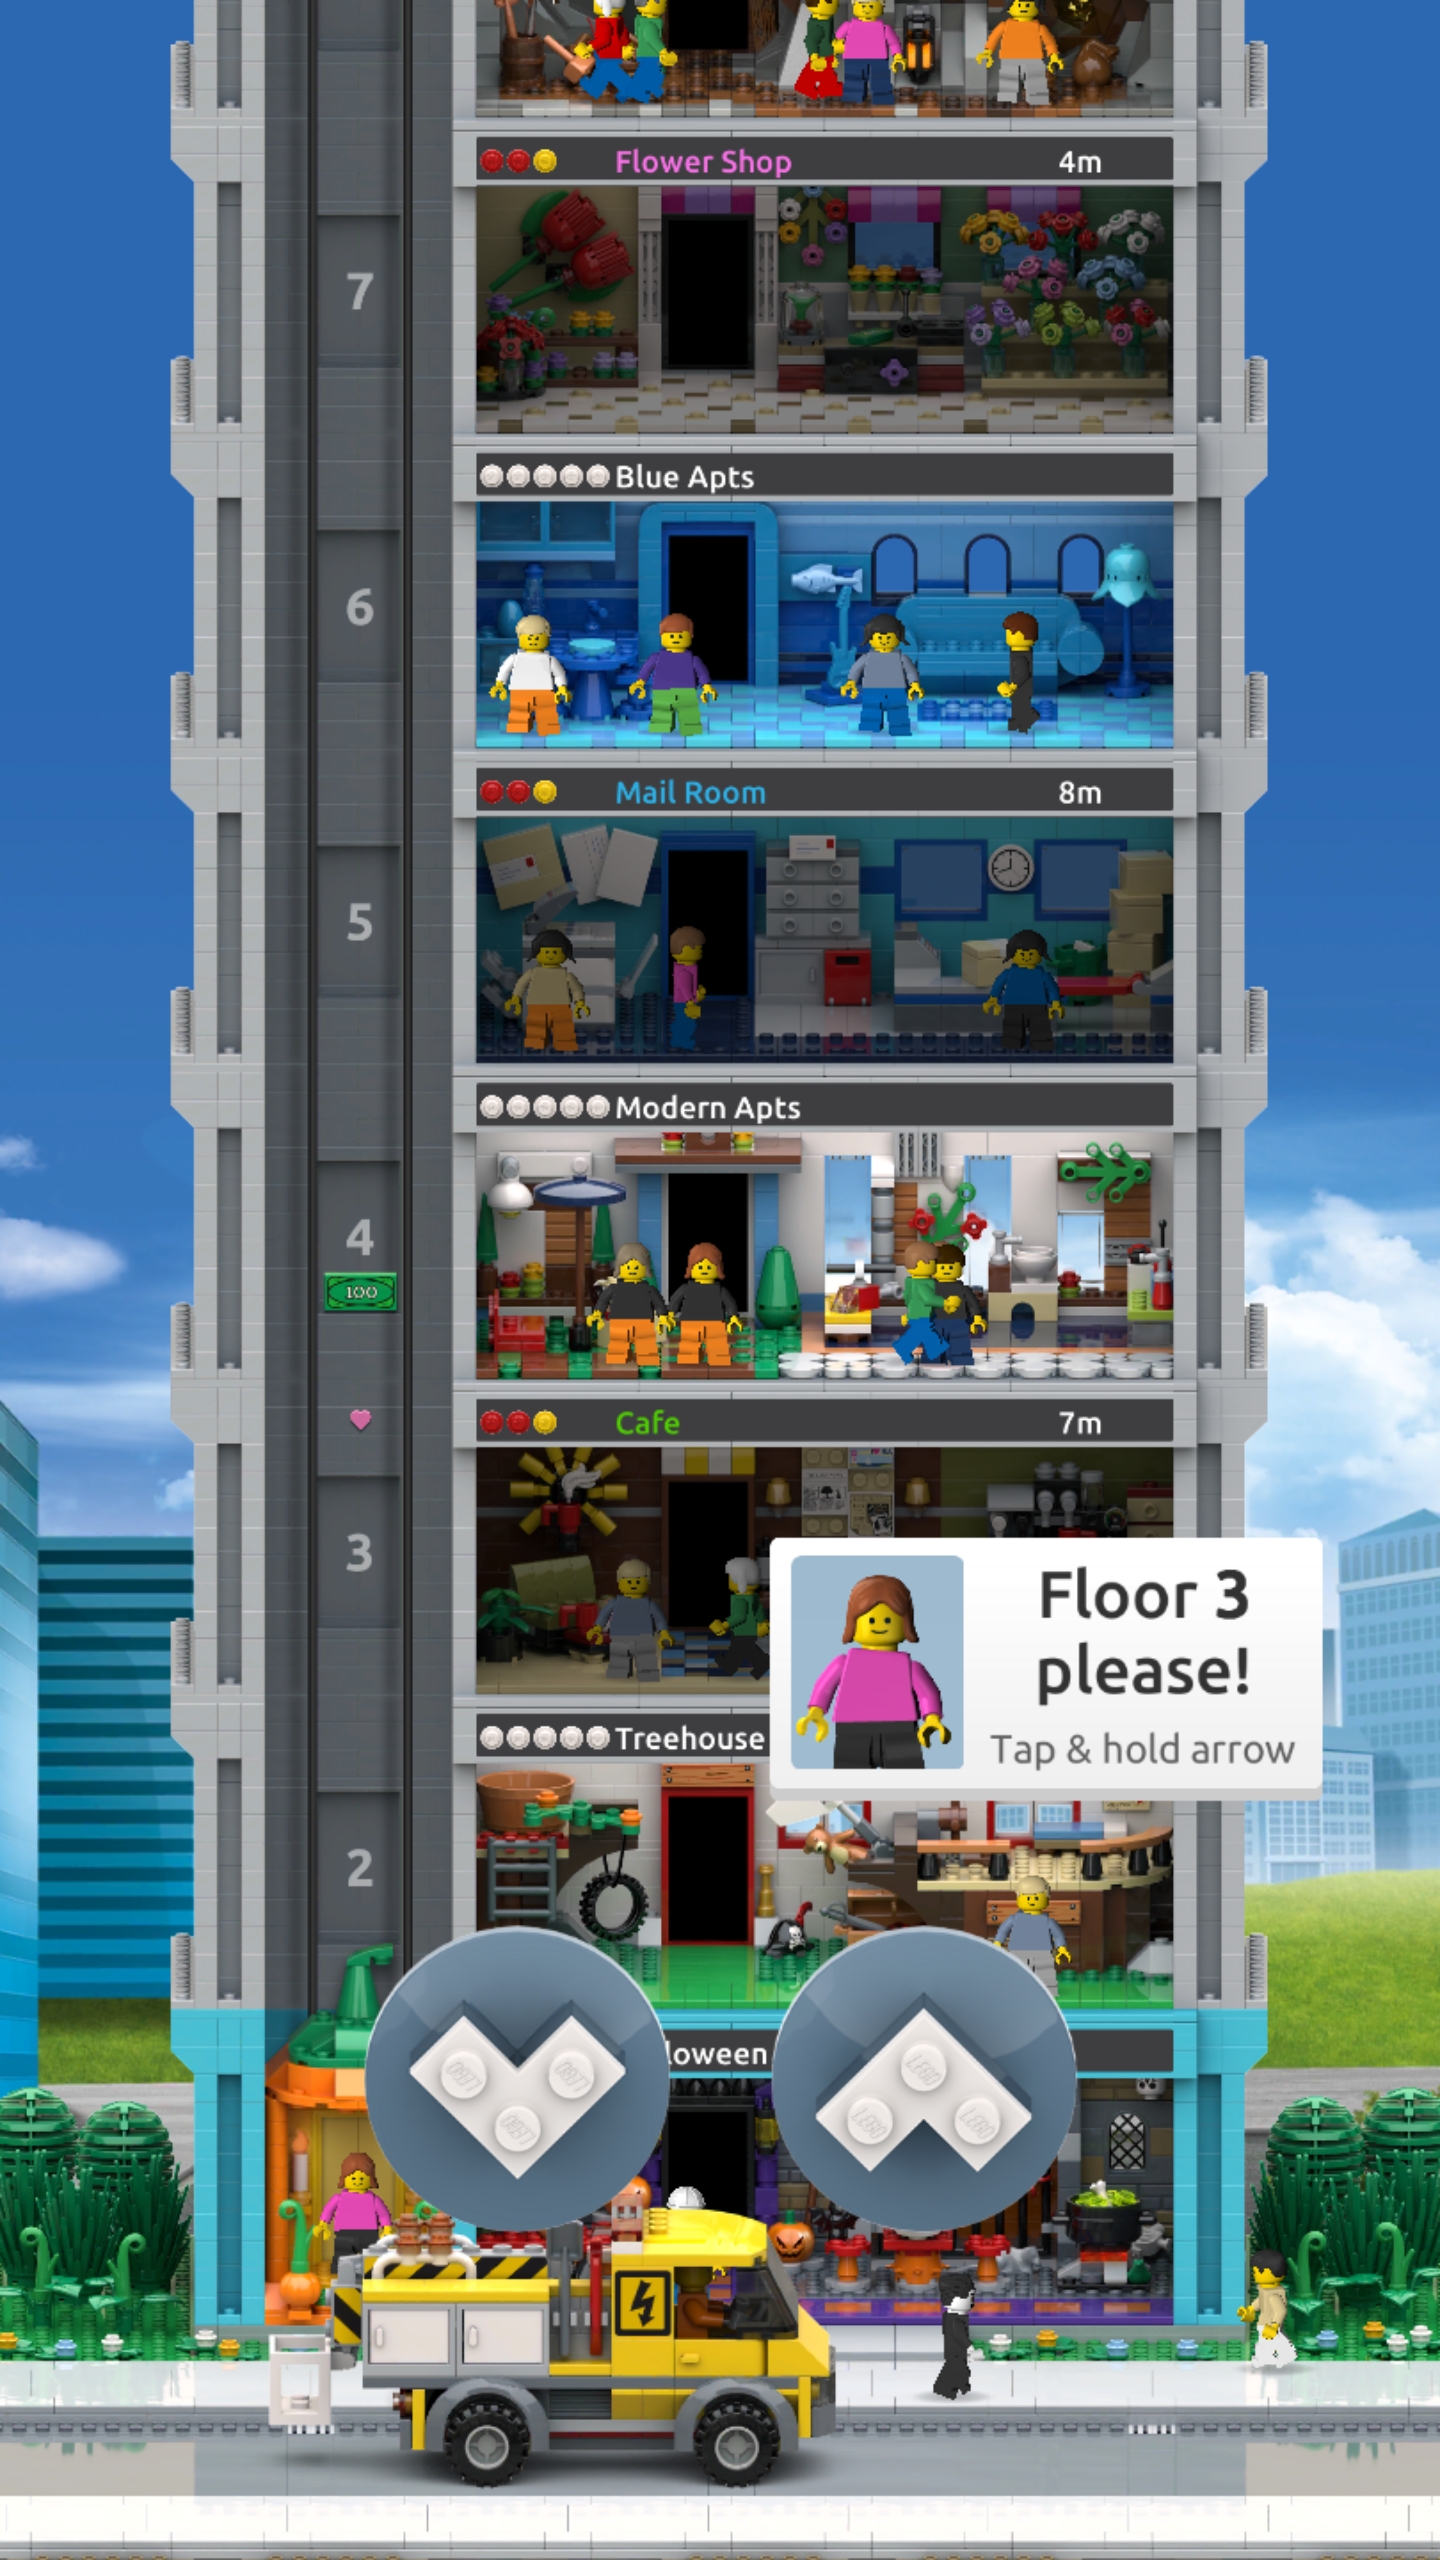 Flower Shop 4m
7
Blue Apts
6
Mail Room 8m
5
Modern Apts
4
100
Cafe 7m
3
Floor 3
please!
Tap & hold arrow
Treehouse
2
loween